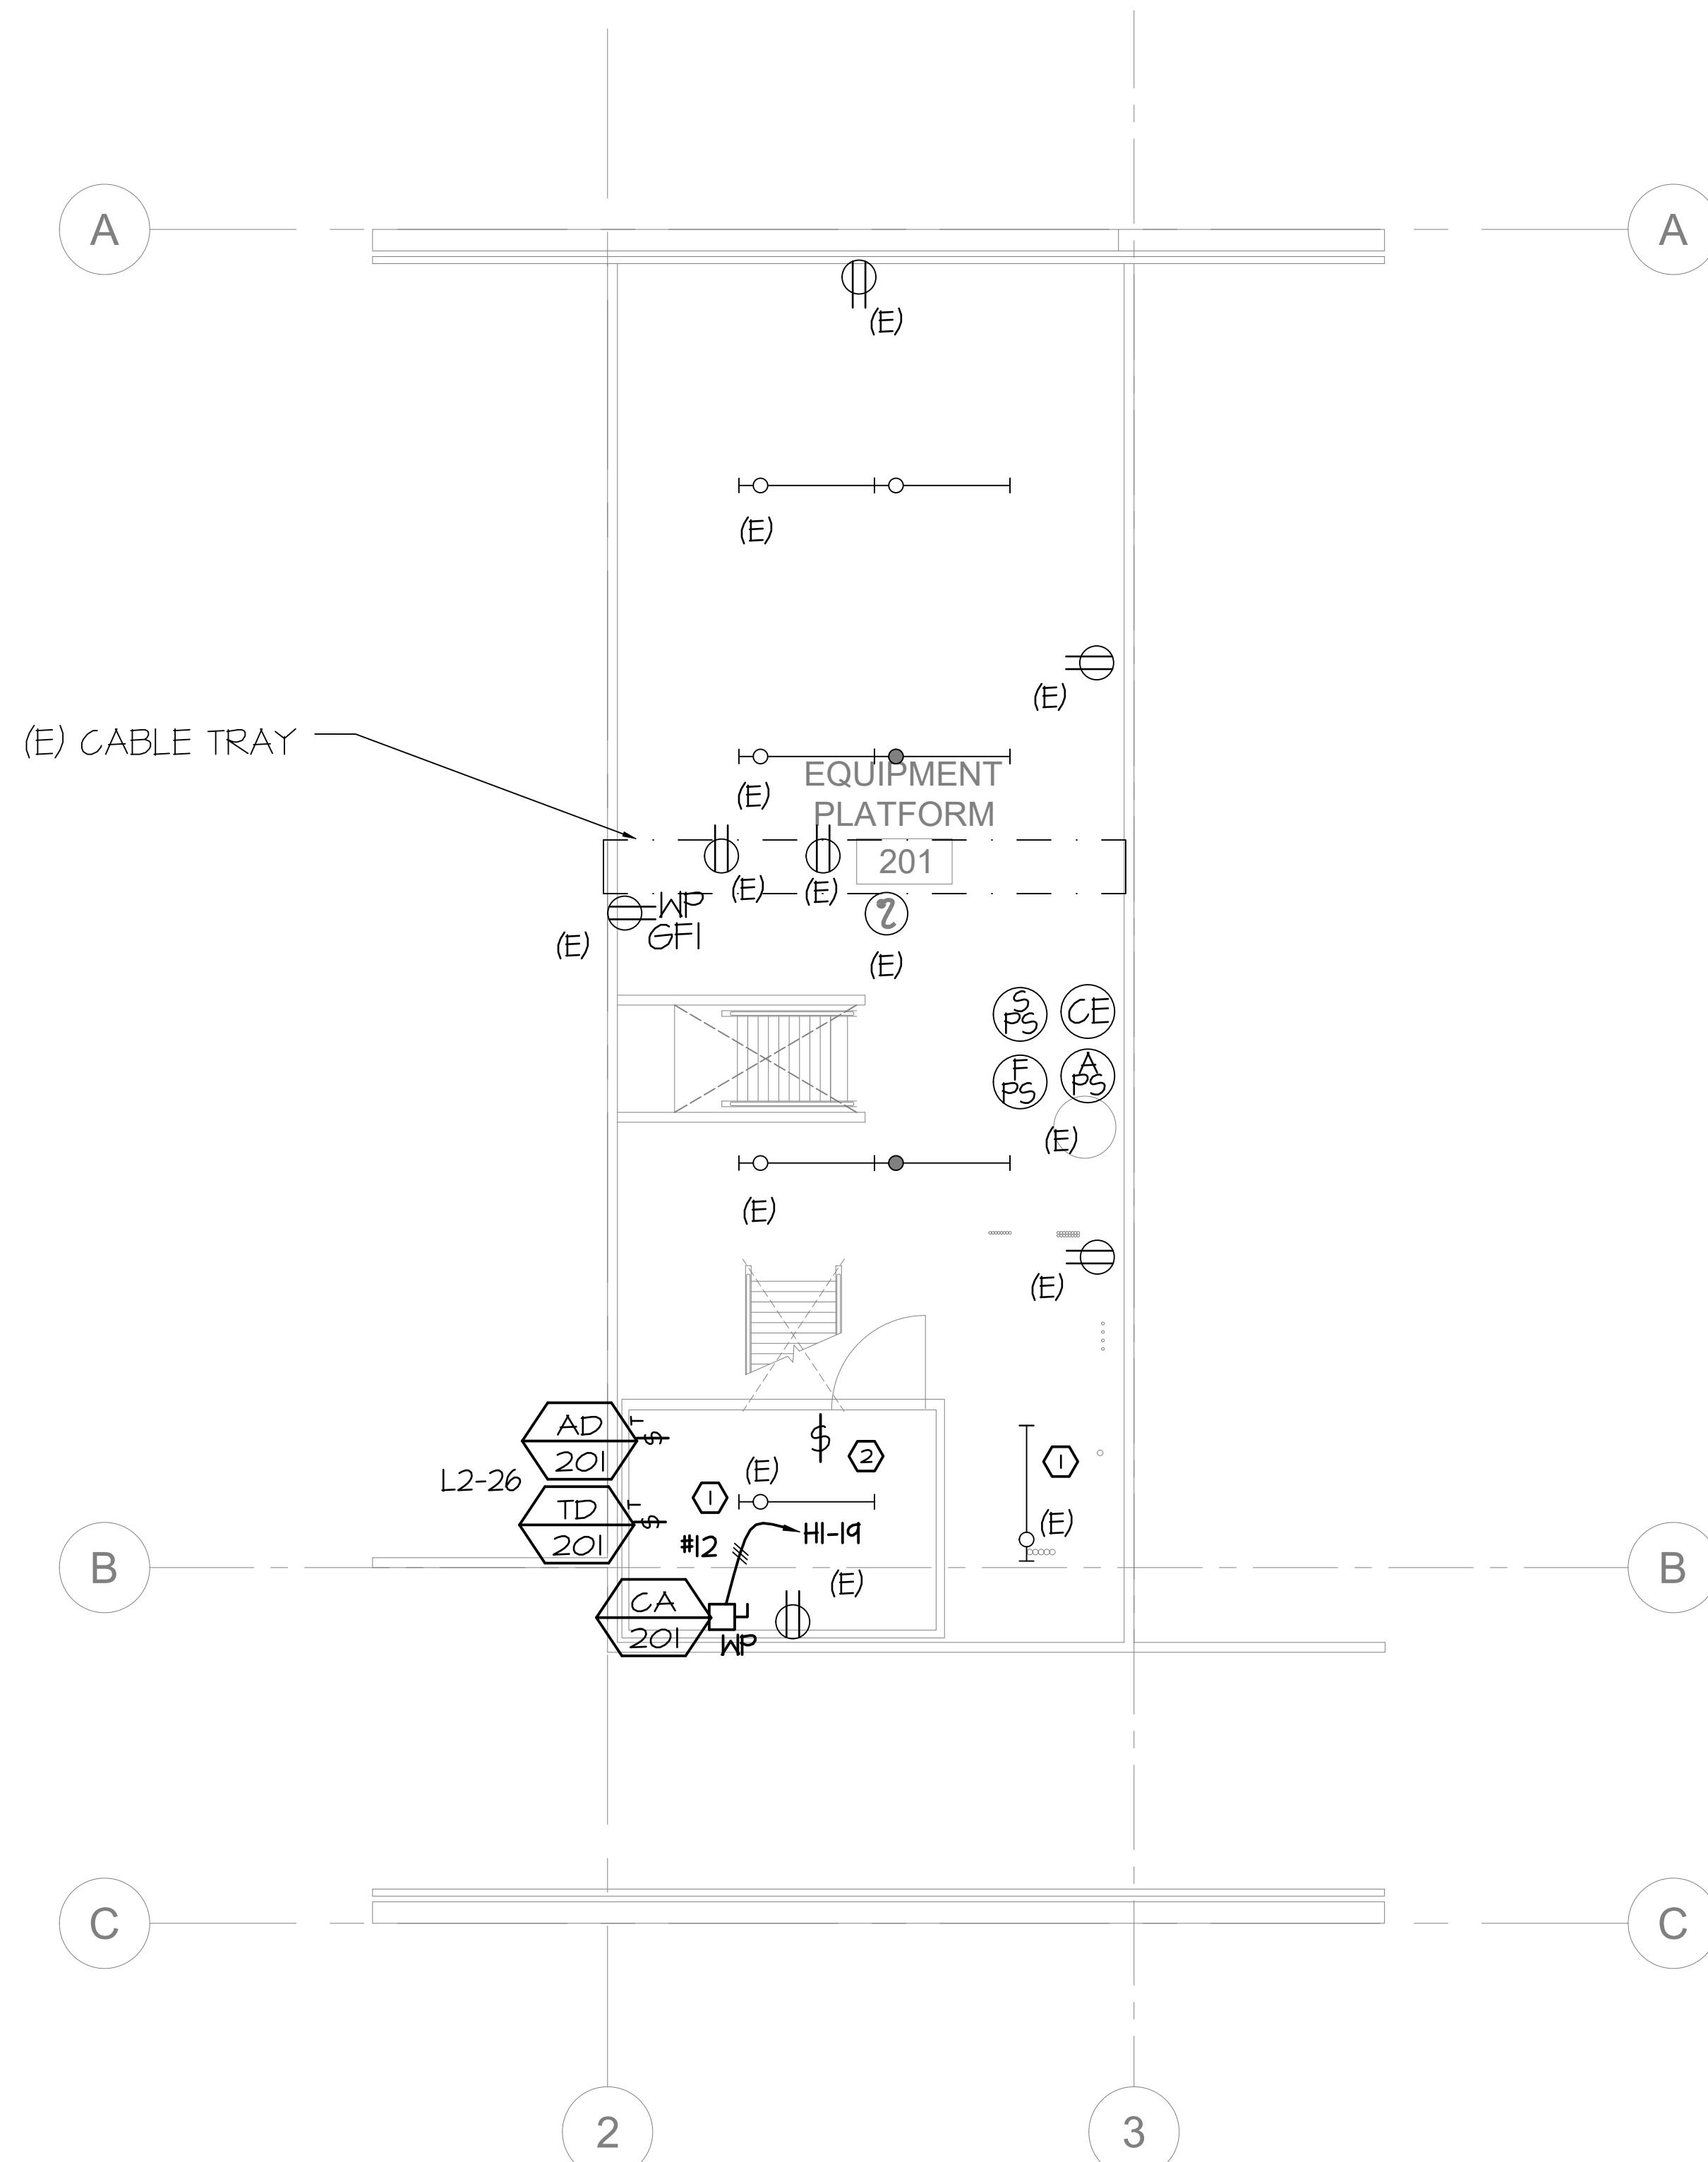 A
A
(E)
(E)
(E)
(E) CABLE TRAY
EQUIPMENT
PLATFORM
(E)
201
(E)
(E)
WP
GFI
(E)
(E)
S
PS
CE
F
PS
A
PS
(E)
(E)
(E)
AD
201
T
$
$
2
(E)
1
1
L2-26
TD
201
T
$
(E)
#12
H1-19
B
B
(E)
CA
201
WP
C
C
2
3